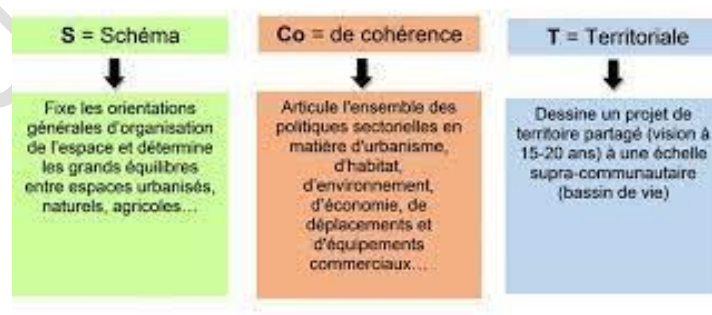 S = Schéma
Fixe les orientations
générales d'organisation
de l'espace et détermine
les grands équilibres
entre espaces urbanisés,
naturels, agricoles…
Co = de cohérence
Articule l'ensemble des
politiques sectorielles en
matière d'urbanisme,
d'habitat,
d'environnement,
d'économie, de
déplacements et
d'équipements
commerciaux…
T = Territoriale
Dessine un projet de
territoire partagé (vision à
15-20 ans) à une échelle
supra-communautaire
(bassin de vie)